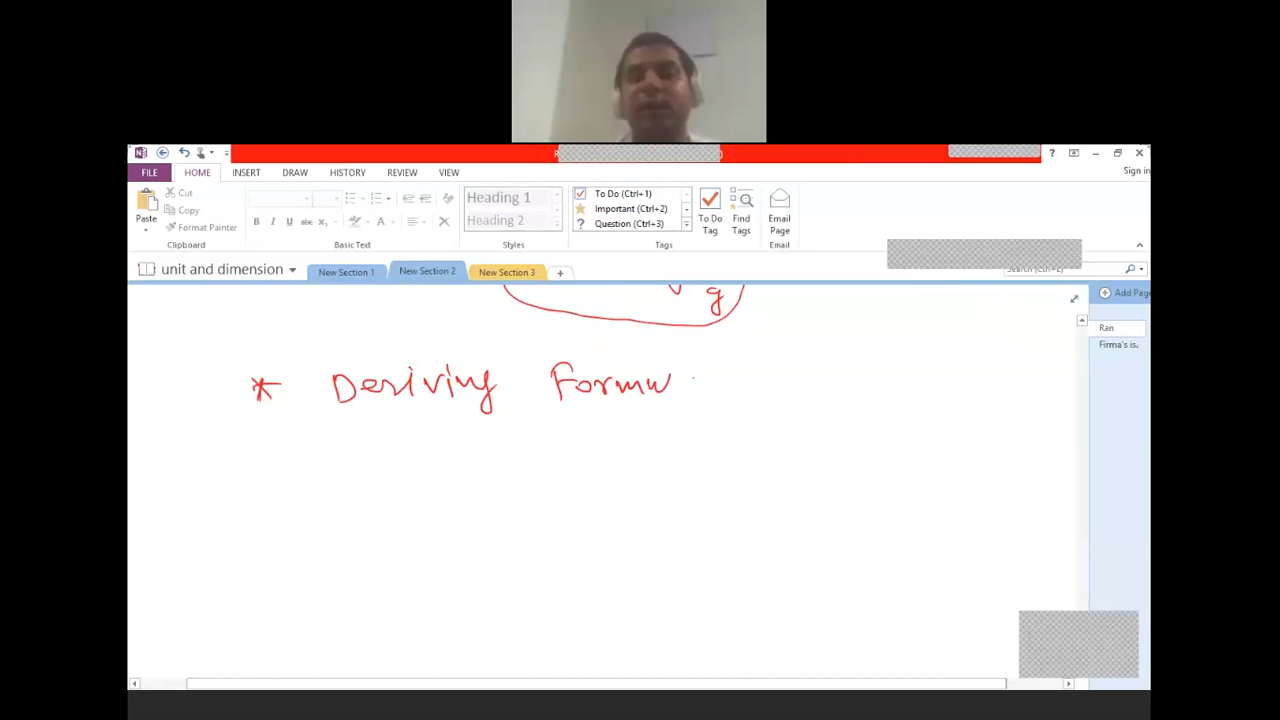 ? Sign in
FILE HOME INSERT DRAW HISTORY REVIEW VIEW
Paste Cut Copy Format Painter Clipboard
B I U abc x₂ A Basic Text
Heading 1 Heading 2 Styles
To Do (Ctrl+1)
Important (Ctrl+2)
Question (Ctrl+3)
Tags
To Do Tag
Find Tags
Email Page
Email
unit and dimension New Section 1 New Section 2 New Section 3
Add Pag
Ran
Firma's is.
g
* Deriving Formu